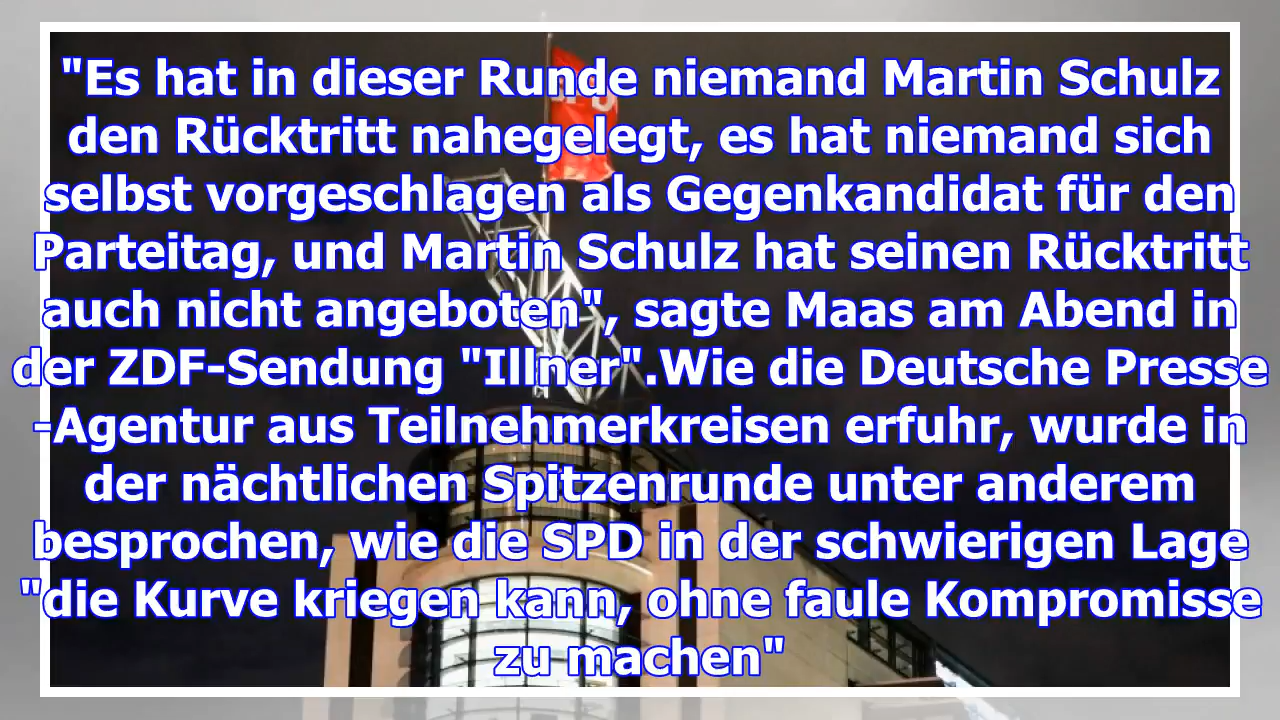 "Es hat in dieser Runde niemand Martin Schulz
den Rücktritt nahegelegt, es hat niemand sich
selbst vorgeschlagen als Gegenkandidat für den
Parteitag, und Martin Schulz hat seinen Rücktritt
auch nicht angeboten", sagte Maas am Abend in
der ZDF-Sendung "Illner".Wie die Deutsche Presse
-Agentur aus Teilnehmerkreisen erfuhr, wurde in
der nächtlichen Spitzenrunde unter anderem
besprochen, wie die SPD in der schwierigen Lage
"die Kurve kriegen kann, ohne faule Kompromisse
zu machen"